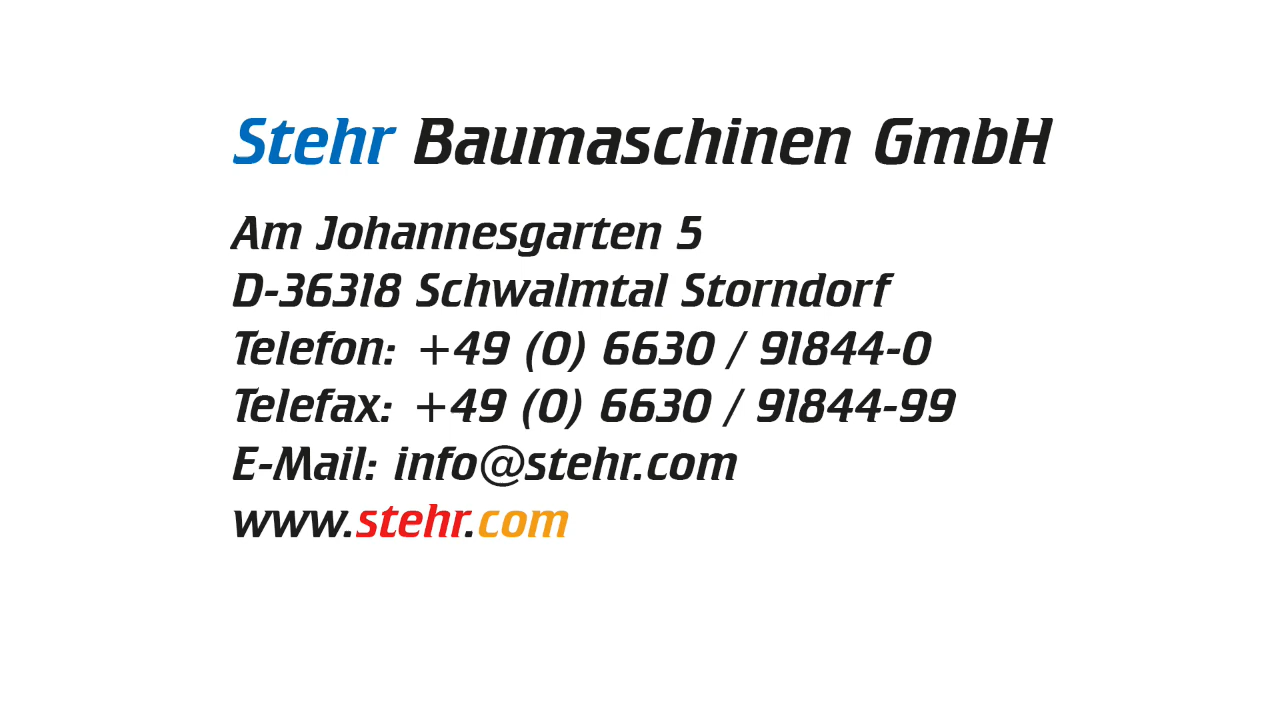 Stehr Baumaschinen GmbH
Am Johannesgarten 5
D-36318 Schwalmtal Storndorf
Telefon: +49 (0) 6630 / 91844-0
Telefax: +49 (0) 6630 / 91844-99
E-Mail: info@stehr.com
www.stehr.com